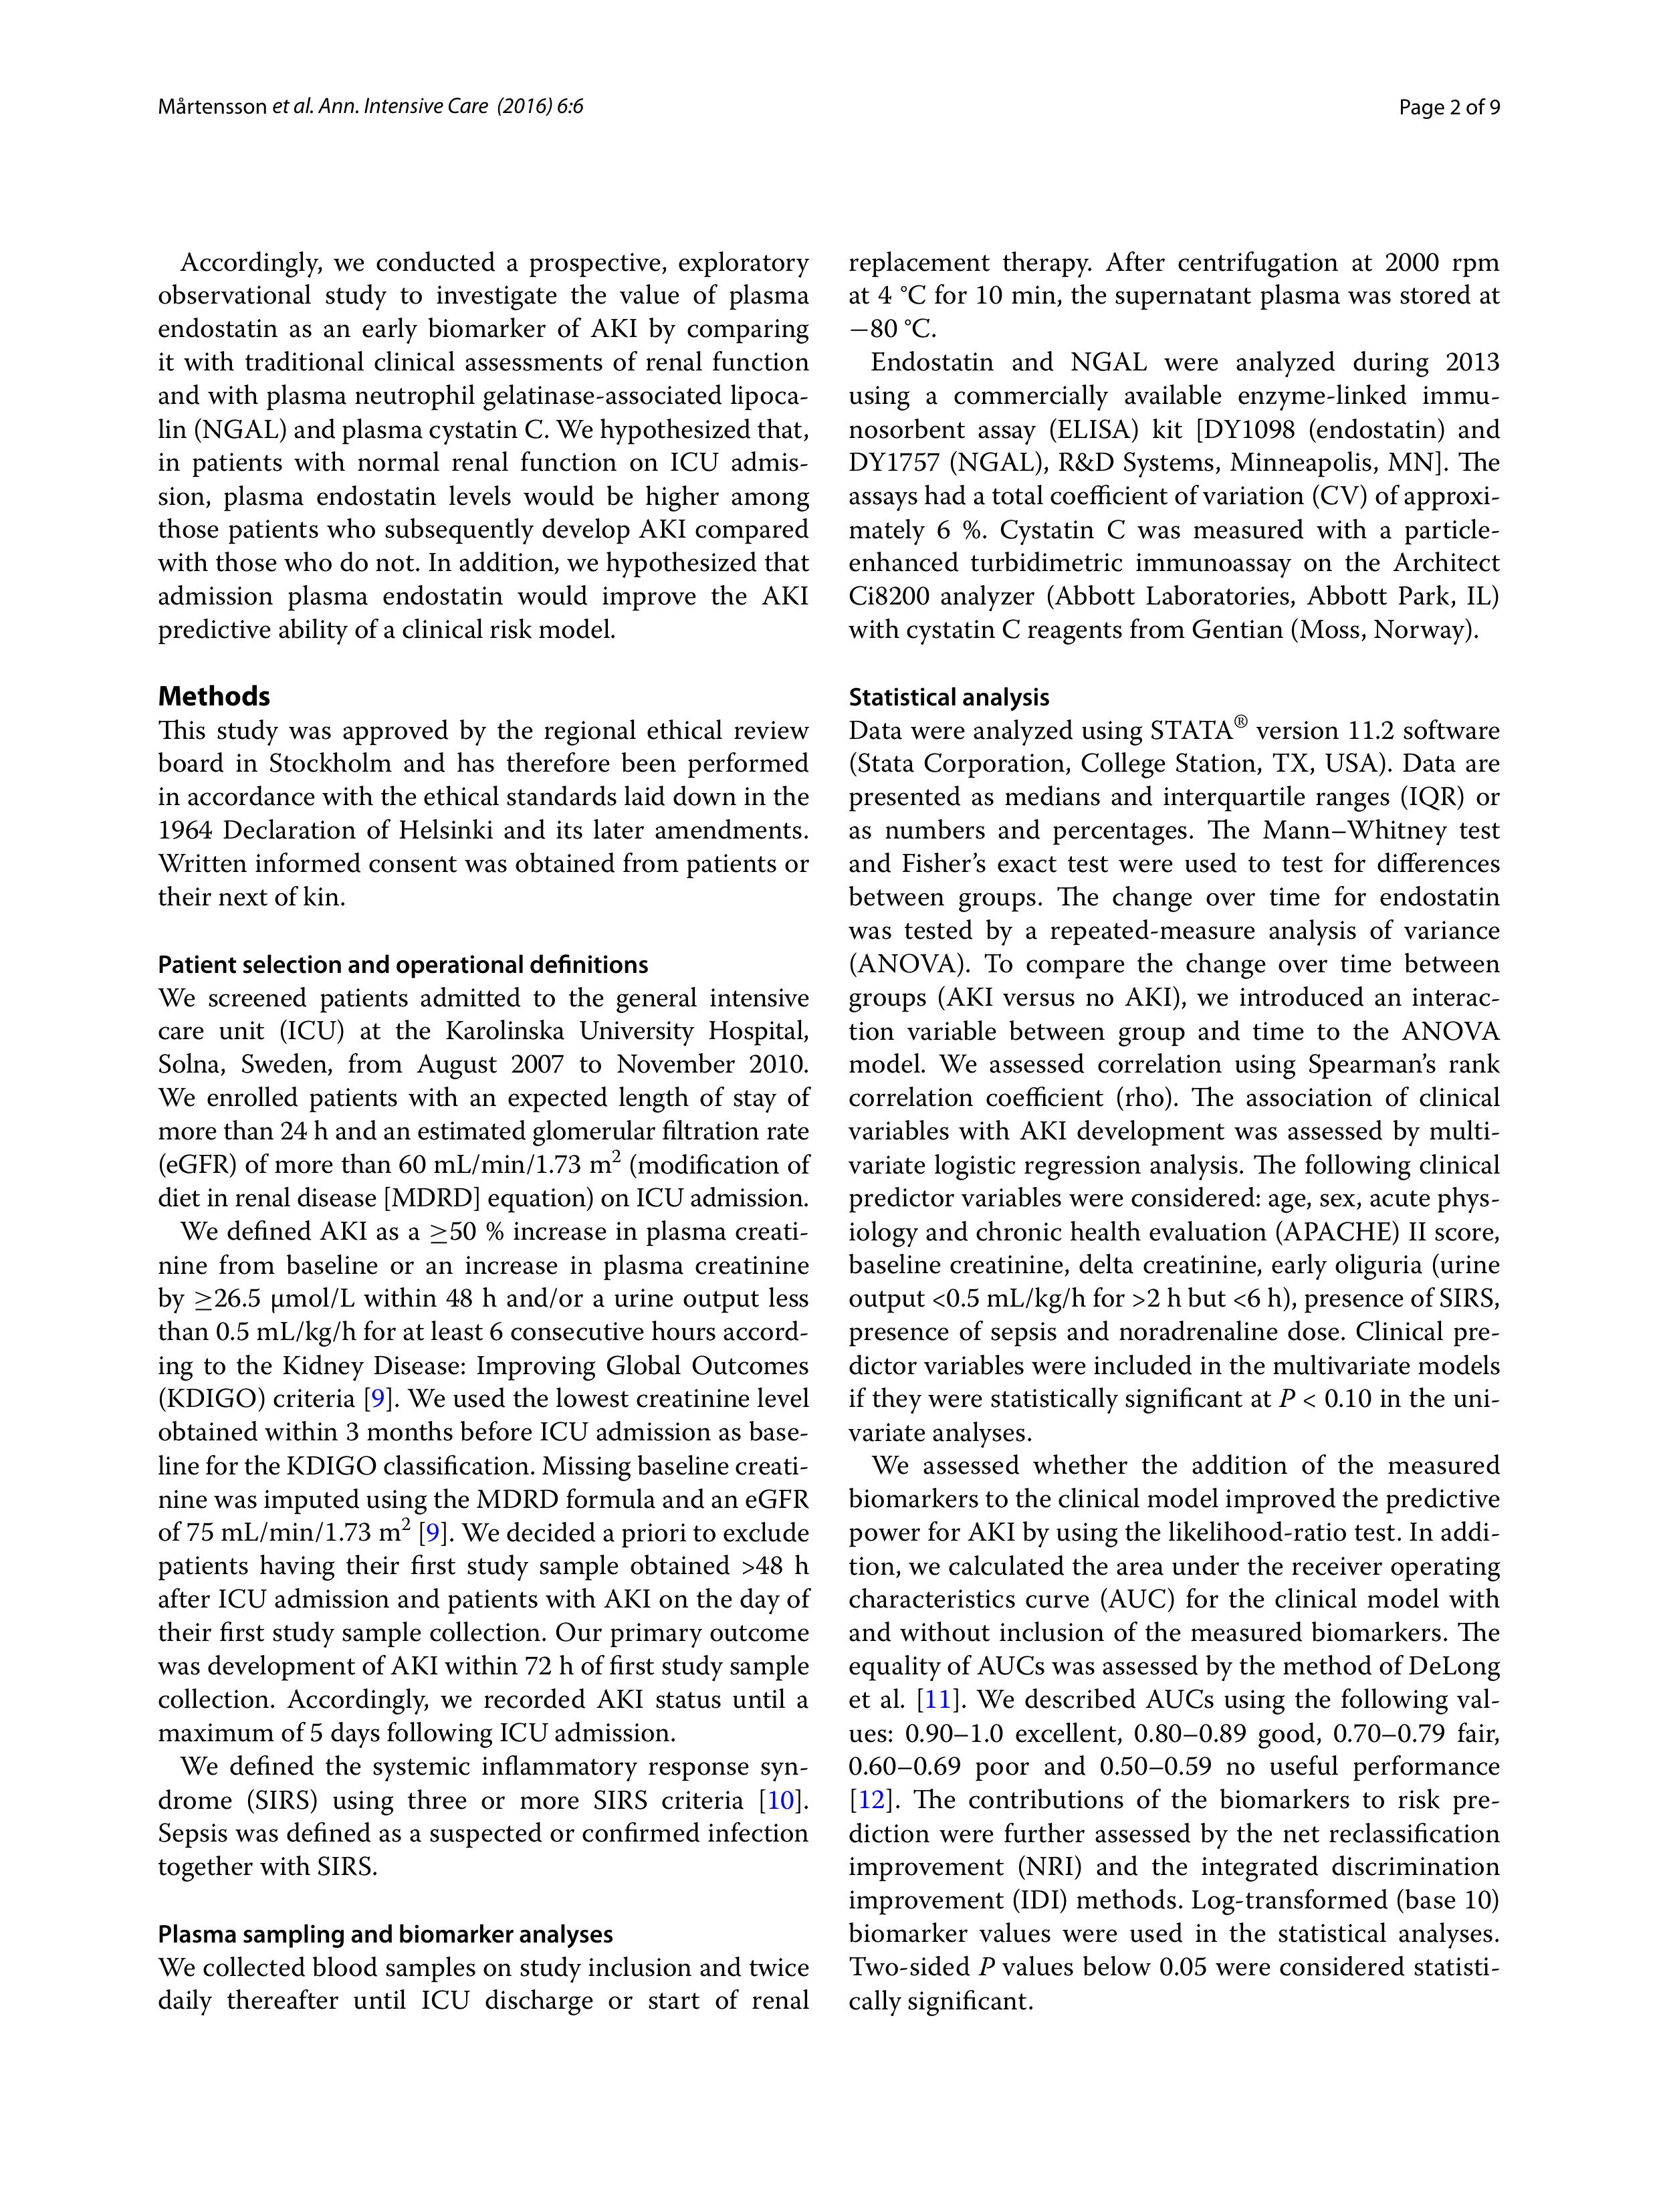 Mårtensson et al. Ann. Intensive Care (2016) 6:6
Page 2 of 9
Accordingly, we conducted a prospective, exploratory
observational study to investigate the value of plasma
endostatin as an early biomarker of AKI by comparing
it with traditional clinical assessments of renal function
and with plasma neutrophil gelatinase-associated lipoca-
lin (NGAL) and plasma cystatin C. We hypothesized that,
in patients with normal renal function on ICU admis-
sion, plasma endostatin levels would be higher among
those patients who subsequently develop AKI compared
with those who do not. In addition, we hypothesized that
admission plasma endostatin would improve the AKI
predictive ability of a clinical risk model.
Methods
This study was approved by the regional ethical review
board in Stockholm and has therefore been performed
in accordance with the ethical standards laid down in the
1964 Declaration of Helsinki and its later amendments.
Written informed consent was obtained from patients or
their next of kin.
Patient selection and operational definitions
We screened patients admitted to the general intensive
care unit (ICU) at the Karolinska University Hospital,
Solna, Sweden, from August 2007 to November 2010.
We enrolled patients with an expected length of stay of
more than 24 h and an estimated glomerular filtration rate
(eGFR) of more than 60 mL/min/1.73 m² (modification of
diet in renal disease [MDRD] equation) on ICU admission.
We defined AKI as a ≥50 % increase in plasma creati-
nine from baseline or an increase in plasma creatinine
by ≥26.5 μmol/L within 48 h and/or a urine output less
than 0.5 mL/kg/h for at least 6 consecutive hours accord-
ing to the Kidney Disease: Improving Global Outcomes
(KDIGO) criteria [9]. We used the lowest creatinine level
obtained within 3 months before ICU admission as base-
line for the KDIGO classification. Missing baseline creati-
nine was imputed using the MDRD formula and an eGFR
of 75 mL/min/1.73 m² [9]. We decided a priori to exclude
patients having their first study sample obtained >48 h
after ICU admission and patients with AKI on the day of
their first study sample collection. Our primary outcome
was development of AKI within 72 h of first study sample
collection. Accordingly, we recorded AKI status until a
maximum of 5 days following ICU admission.
We defined the systemic inflammatory response syn-
drome (SIRS) using three or more SIRS criteria [10].
Sepsis was defined as a suspected or confirmed infection
together with SIRS.
Plasma sampling and biomarker analyses
We collected blood samples on study inclusion and twice
daily thereafter until ICU discharge or start of renal
replacement therapy. After centrifugation at 2000 rpm
at 4 °C for 10 min, the supernatant plasma was stored at
−80 °C.
Endostatin and NGAL were analyzed during 2013
using a commercially available enzyme-linked immu-
nosorbent assay (ELISA) kit [DY1098 (endostatin) and
DY1757 (NGAL), R&D Systems, Minneapolis, MN]. The
assays had a total coefficient of variation (CV) of approxi-
mately 6 %. Cystatin C was measured with a particle-
enhanced turbidimetric immunoassay on the Architect
Ci8200 analyzer (Abbott Laboratories, Abbott Park, IL)
with cystatin C reagents from Gentian (Moss, Norway).
Statistical analysis
Data were analyzed using STATA® version 11.2 software
(Stata Corporation, College Station, TX, USA). Data are
presented as medians and interquartile ranges (IQR) or
as numbers and percentages. The Mann–Whitney test
and Fisher’s exact test were used to test for differences
between groups. The change over time for endostatin
was tested by a repeated-measure analysis of variance
(ANOVA). To compare the change over time between
groups (AKI versus no AKI), we introduced an interac-
tion variable between group and time to the ANOVA
model. We assessed correlation using Spearman’s rank
correlation coefficient (rho). The association of clinical
variables with AKI development was assessed by multi-
variate logistic regression analysis. The following clinical
predictor variables were considered: age, sex, acute phys-
iology and chronic health evaluation (APACHE) II score,
baseline creatinine, delta creatinine, early oliguria (urine
output <0.5 mL/kg/h for >2 h but <6 h), presence of SIRS,
presence of sepsis and noradrenaline dose. Clinical pre-
dictor variables were included in the multivariate models
if they were statistically significant at P < 0.10 in the uni-
variate analyses.
We assessed whether the addition of the measured
biomarkers to the clinical model improved the predictive
power for AKI by using the likelihood-ratio test. In addi-
tion, we calculated the area under the receiver operating
characteristics curve (AUC) for the clinical model with
and without inclusion of the measured biomarkers. The
equality of AUCs was assessed by the method of DeLong
et al. [11]. We described AUCs using the following val-
ues: 0.90–1.0 excellent, 0.80–0.89 good, 0.70–0.79 fair,
0.60–0.69 poor and 0.50–0.59 no useful performance
[12]. The contributions of the biomarkers to risk pre-
diction were further assessed by the net reclassification
improvement (NRI) and the integrated discrimination
improvement (IDI) methods. Log-transformed (base 10)
biomarker values were used in the statistical analyses.
Two-sided P values below 0.05 were considered statisti-
cally significant.